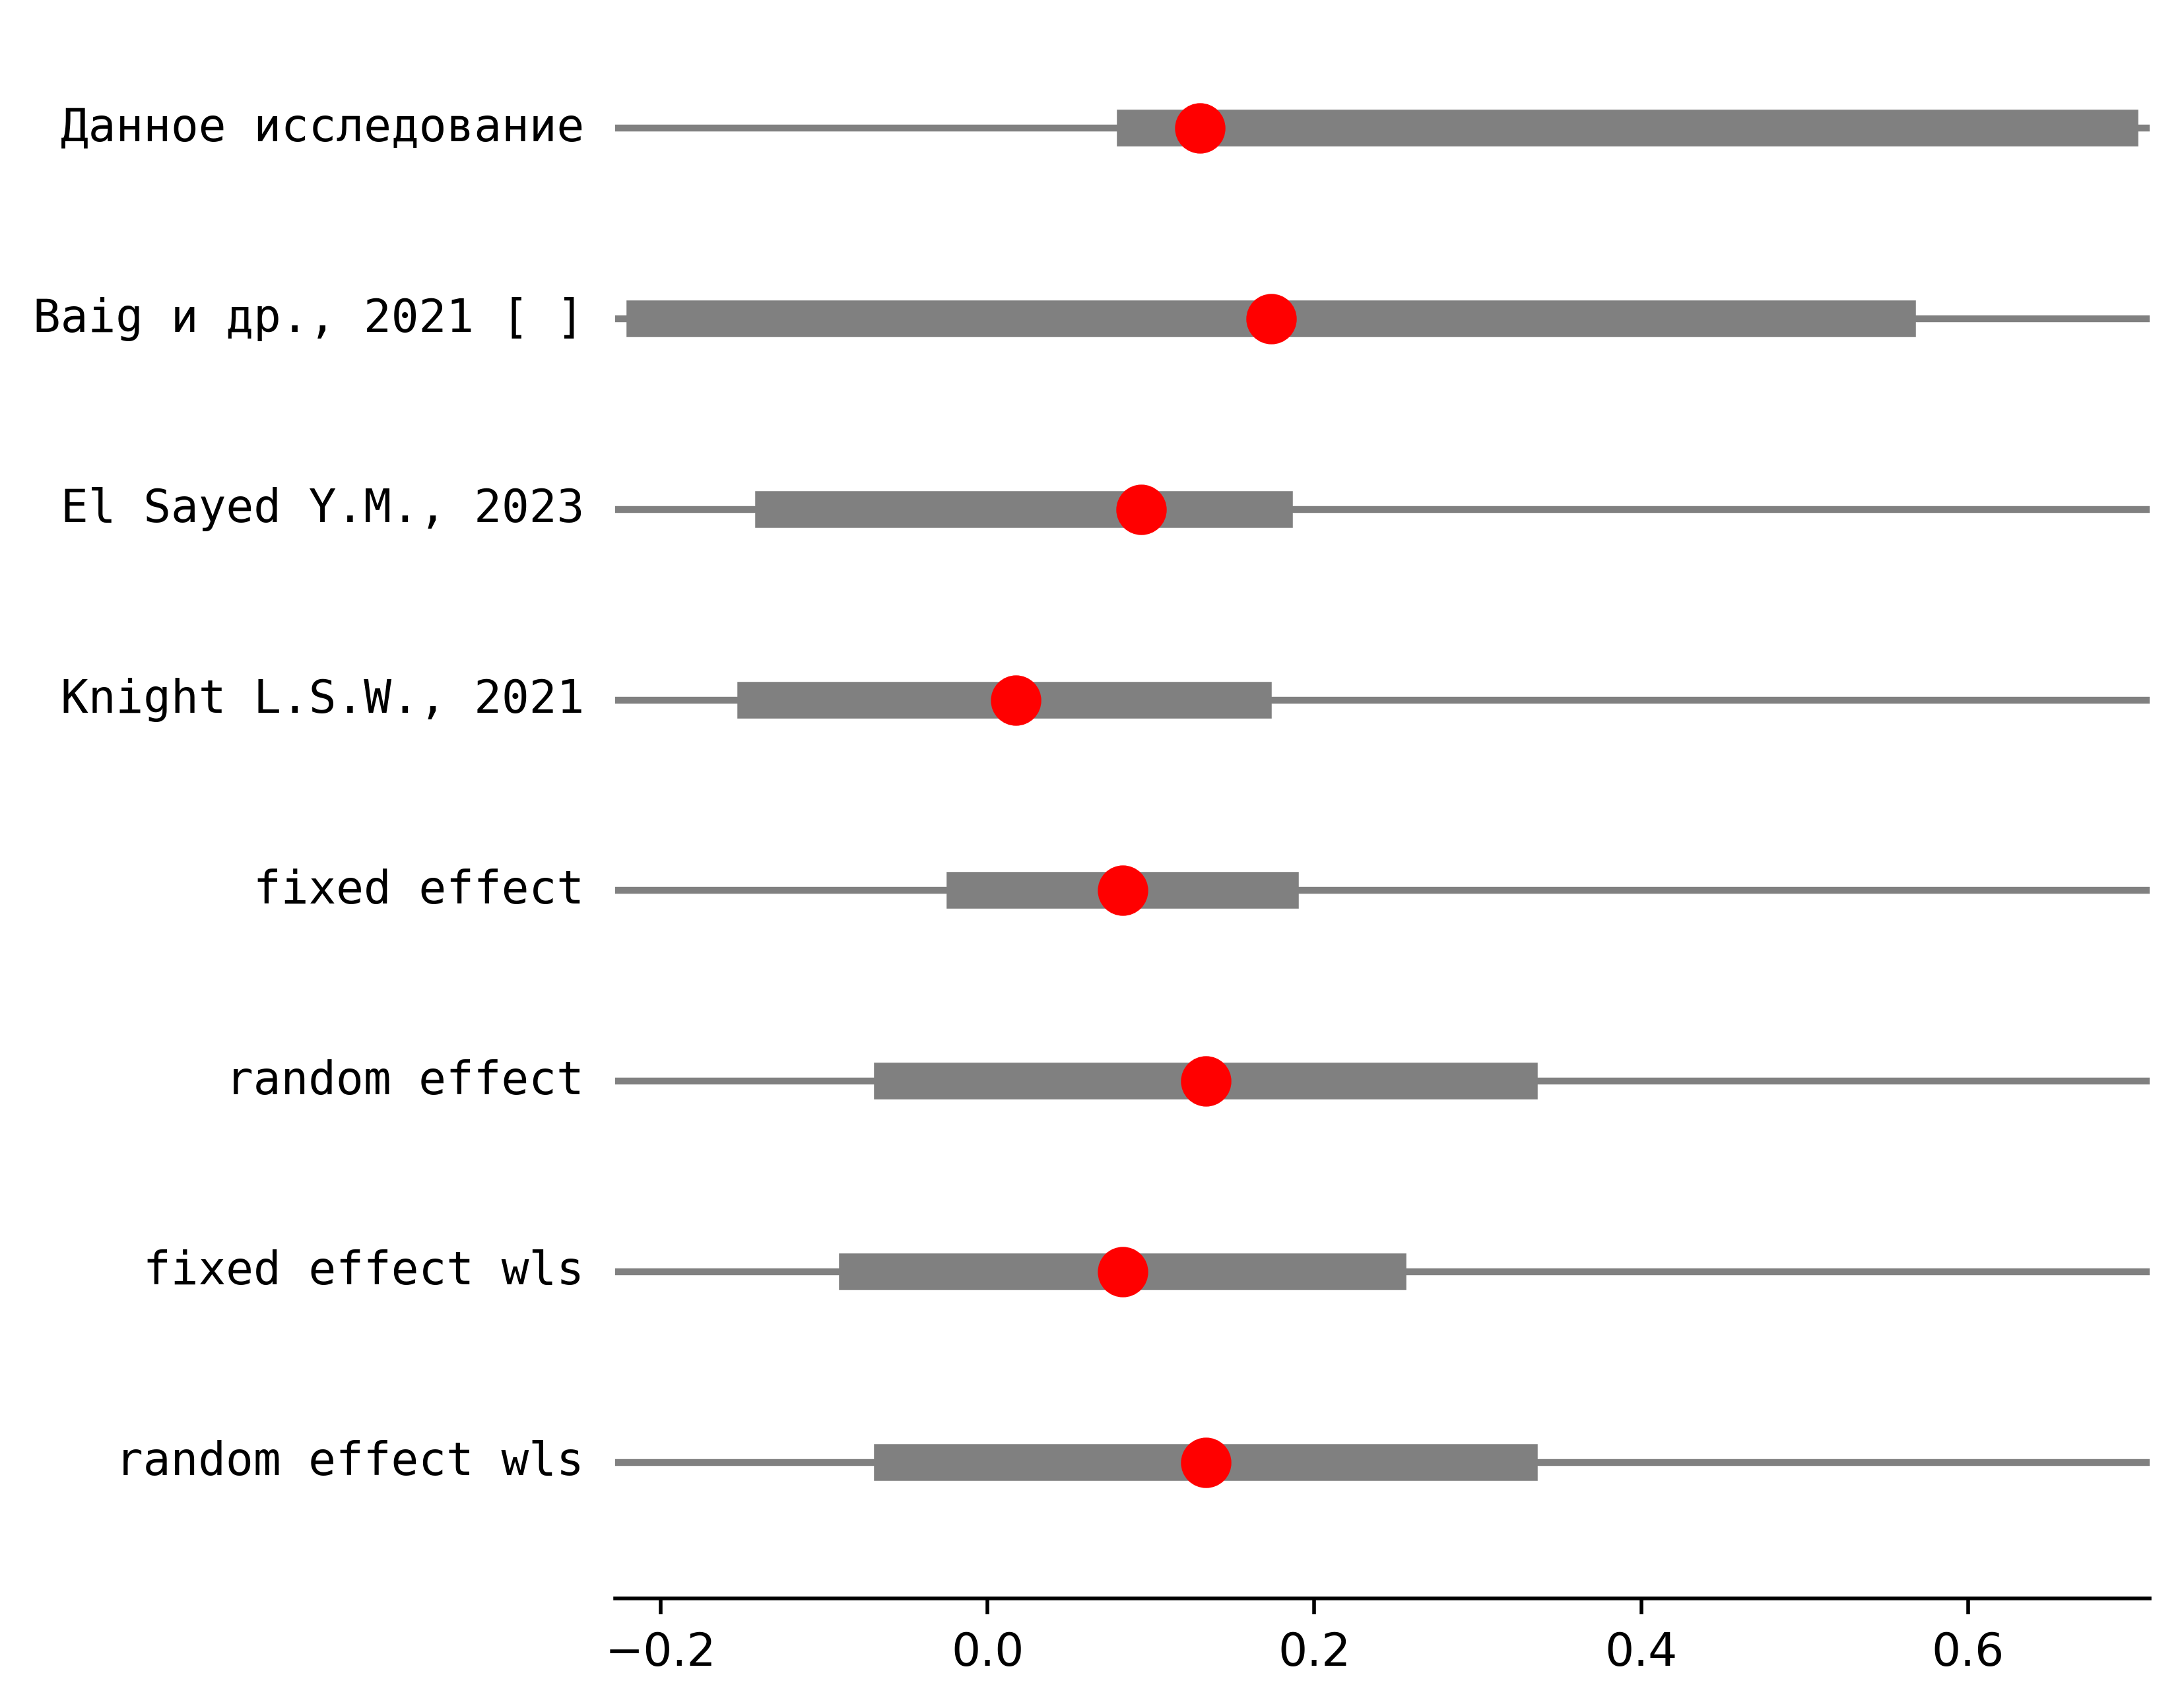 Данное исследование
Baig и др., 2021 [ ]
El Sayed Y.M., 2023
Knight L.S.W., 2021
fixed effect
random effect
fixed effect wls
random effect wls
−0.2 0.0 0.2 0.4 0.6